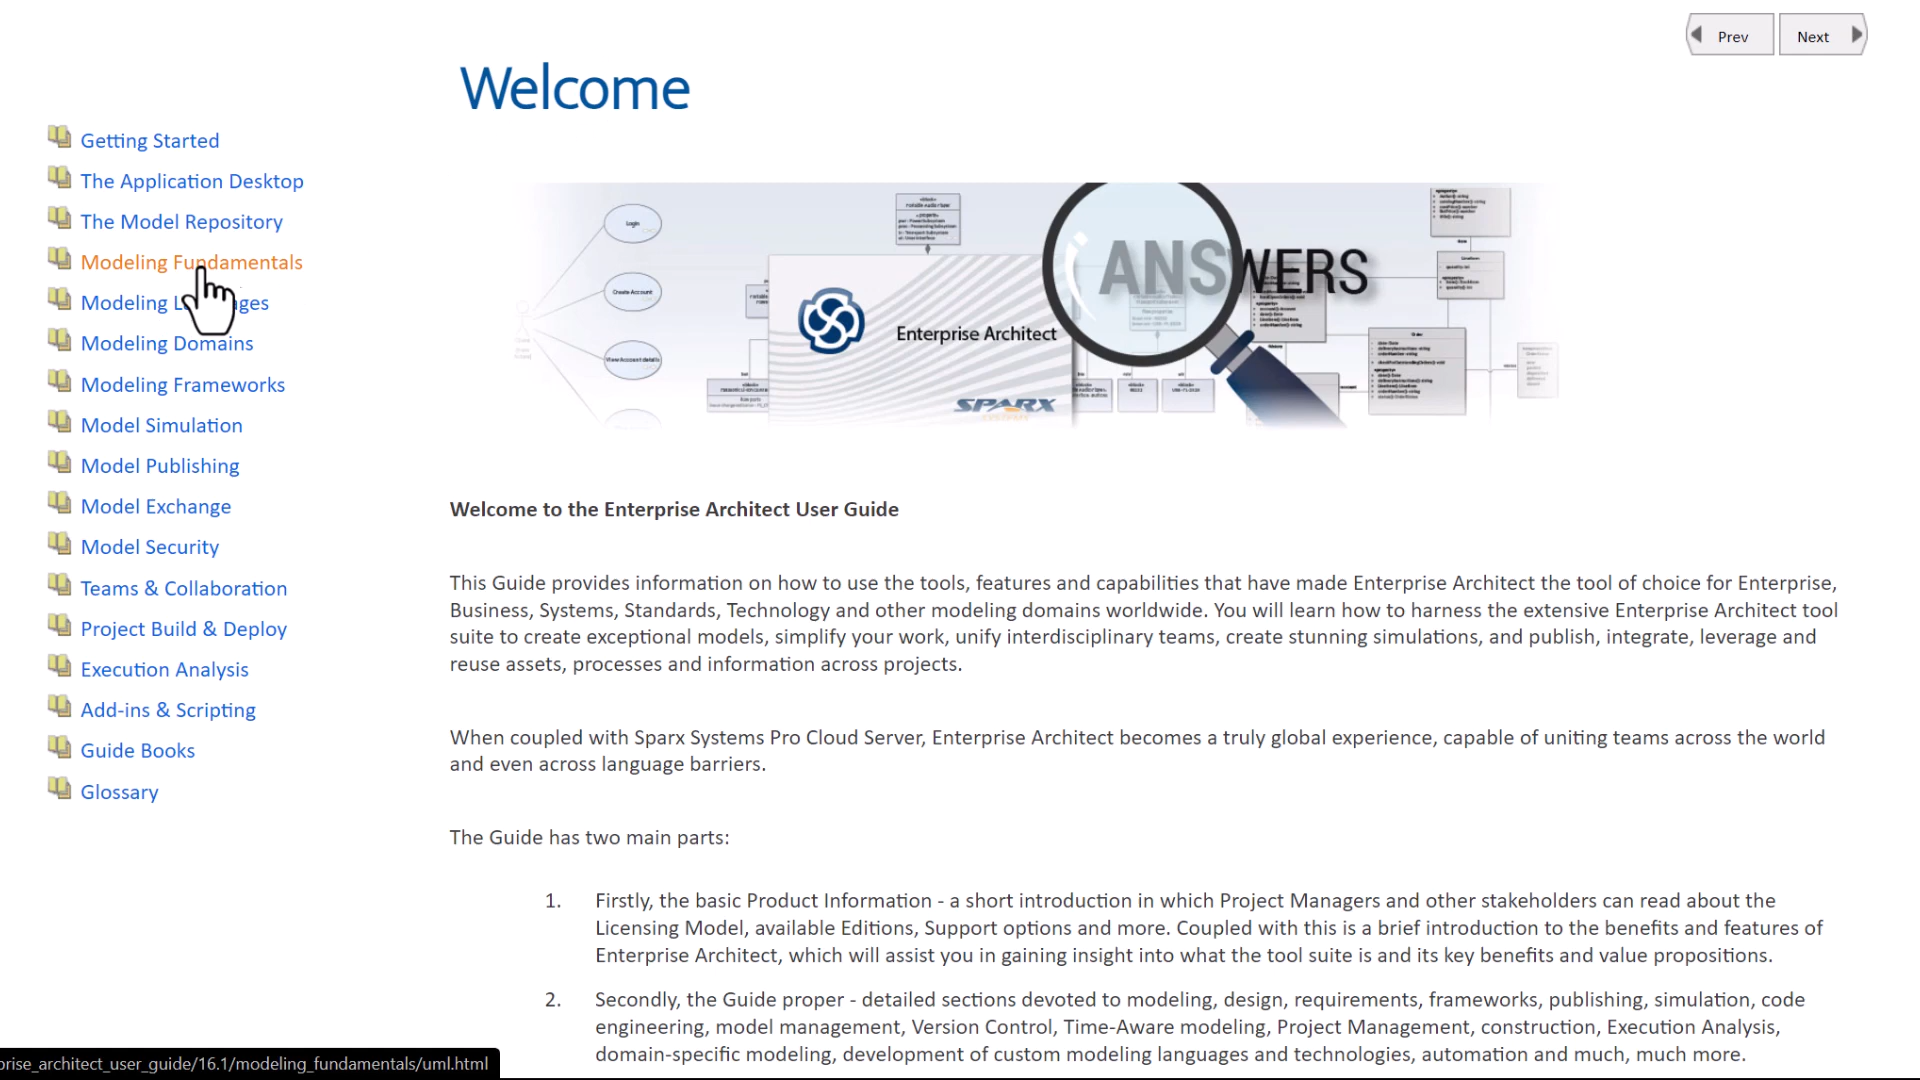 Prev
Next
Welcome
Getting Started
The Application Desktop
The Model Repository
Modeling Fundamentals
Modeling
Modeling Domains
Modeling Frameworks
Model Simulation
Model Publishing
Model Exchange
Model Security
Teams & Collaboration
Project Build & Deploy
Execution Analysis
Add-ins & Scripting
Guide Books
Glossary
Login
Create Account
View Account details
ANSWERS
Enterprise Architect
SPARX
Welcome to the Enterprise Architect User Guide
This Guide provides information on how to use the tools, features and capabilities that have made Enterprise Architect the tool of choice for Enterprise,
Business, Systems, Standards, Technology and other modeling domains worldwide. You will learn how to harness the extensive Enterprise Architect tool
suite to create exceptional models, simplify your work, unify interdisciplinary teams, create stunning simulations, and publish, integrate, leverage and
reuse assets, processes and information across projects.
When coupled with Sparx Systems Pro Cloud Server, Enterprise Architect becomes a truly global experience, capable of uniting teams across the world
and even across language barriers.
The Guide has two main parts:
1. Firstly, the basic Product Information - a short introduction in which Project Managers and other stakeholders can read about the
Licensing Model, available Editions, Support options and more. Coupled with this is a brief introduction to the benefits and features of
Enterprise Architect, which will assist you in gaining insight into what the tool suite is and its key benefits and value propositions.
2. Secondly, the Guide proper - detailed sections devoted to modeling, design, requirements, frameworks, publishing, simulation, code
engineering, model management, Version Control, Time-Aware modeling, Project Management, construction, Execution Analysis,
domain-specific modeling, development of custom modeling languages and technologies, automation and much, much more.
prise_architect_user_guide/16.1/modeling_fundamentals/uml.html